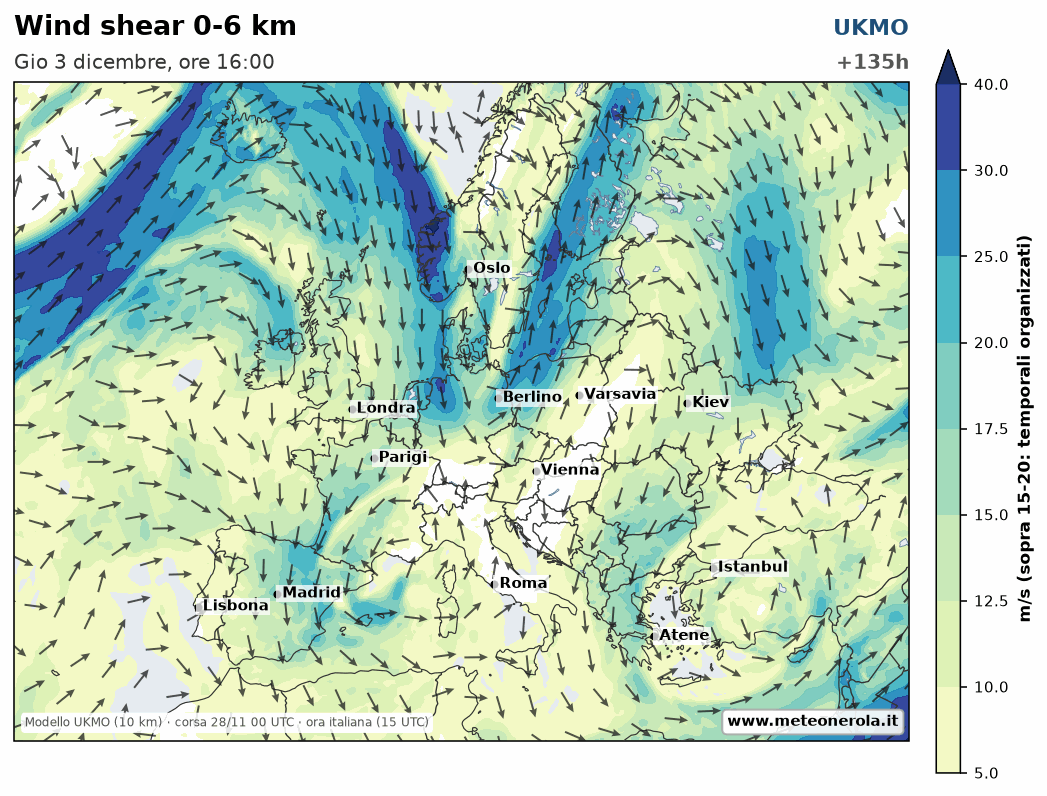 Wind shear 0-6 km
UKMO
Gio 3 dicembre, ore 16:00
+135h
40.0
30.0
25.0
20.0
17.5
15.0
12.5
10.0
5.0
m/s (sopra 15-20: temporali organizzati)
Oslo
Berlino
Varsavia
Kiev
Londra
Parigi
Vienna
Istanbul
Roma
Madrid
Lisbona
Atene
Modello UKMO (10 km) · corsa 28/11 00 UTC · ora italiana (15 UTC)
www.meteonerola.it